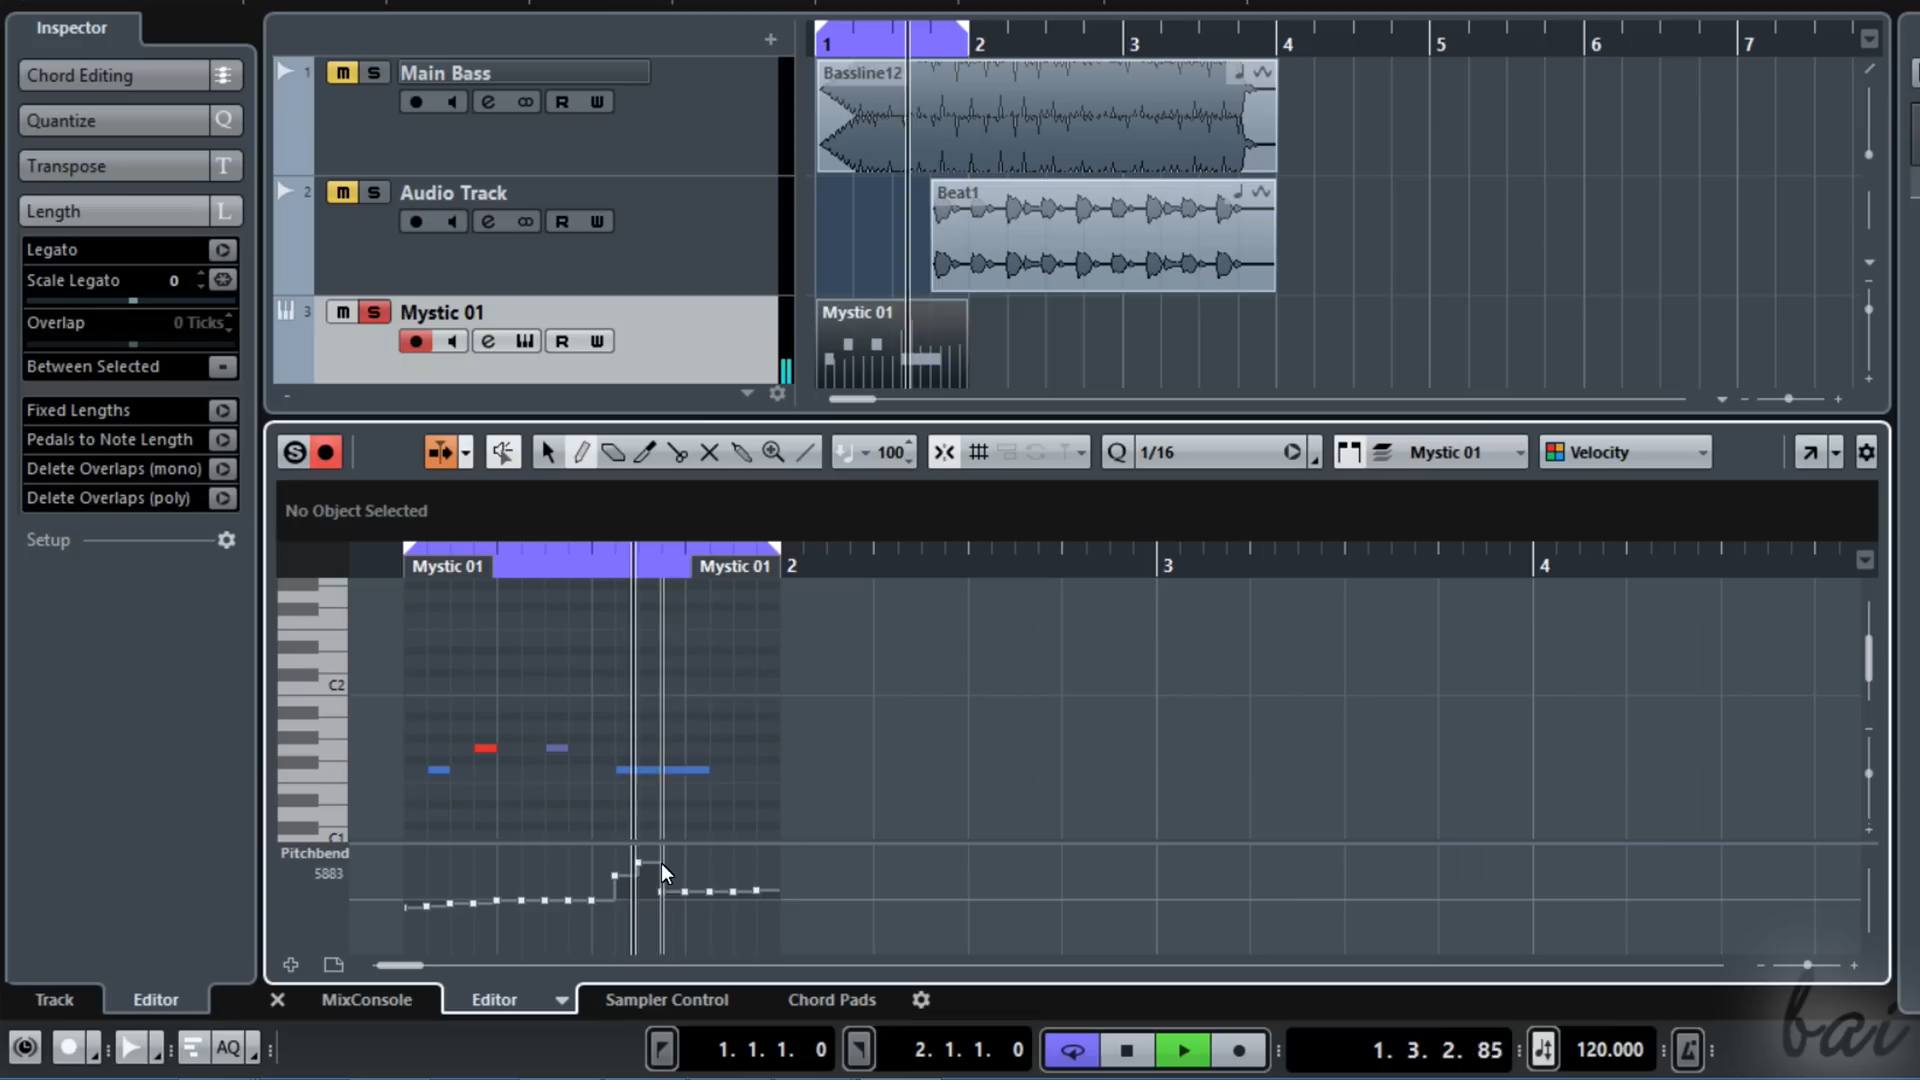 Inspector
Chord Editing
Quantize Q
Transpose T
Length L
Legato
Scale Legato 0
Overlap 0 Ticks
Between Selected
Fixed Lengths
Pedals to Note Length
Delete Overlaps (mono)
Delete Overlaps (poly)
Setup
1 2 3 4 5 6 7
1 m S Main Bass
R W
Bassline12
2 m S Audio Track
R W
Beat1
3 m S Mystic 01
R W
Mystic 01
S 100 Q 1/16 Mystic 01 Velocity
No Object Selected
Mystic 01 Mystic 01 2 3 4
C2
C1
Pitchbend
5883
Track Editor MixConsole Editor Sampler Control Chord Pads
AQ 1. 1. 1. 0 2. 1. 1. 0 1. 3. 2. 85 120.000
bai